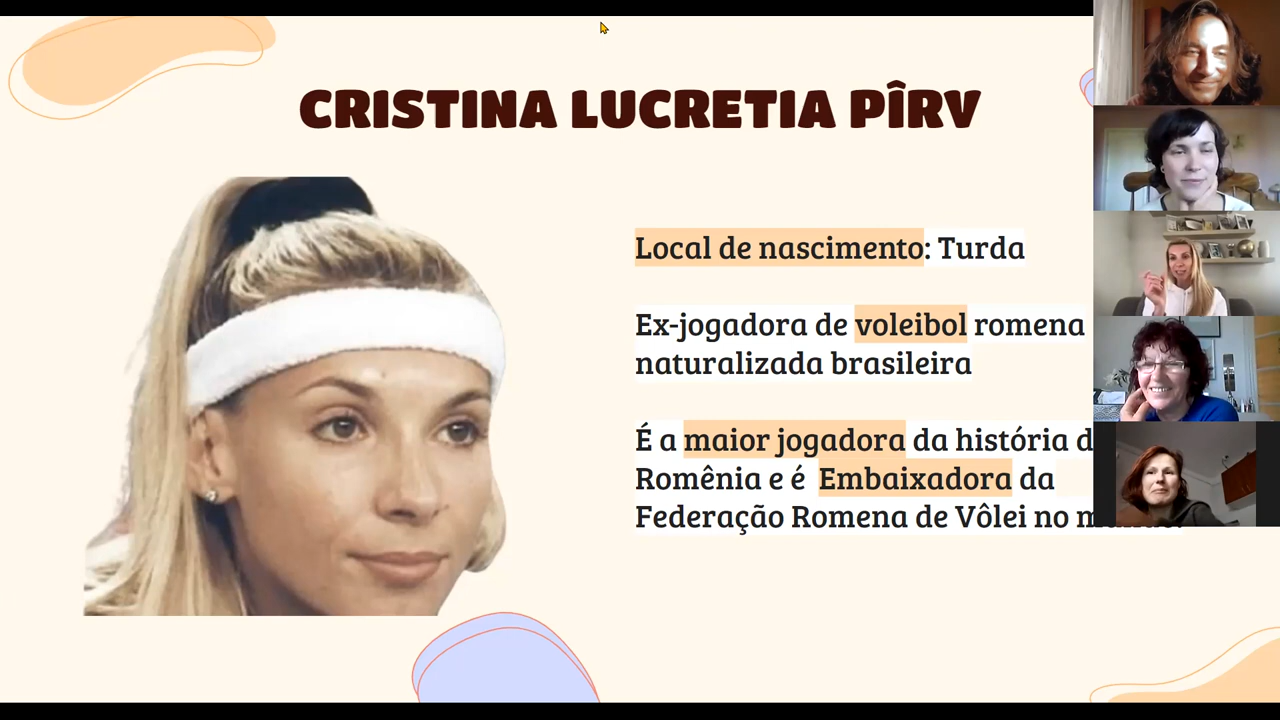 CRISTINA LUCRETIA PÎRV
Local de nascimento: Turda
Ex-jogadora de voleibol romena
naturalizada brasileira
É a maior jogadora da história
Romênia e é Embaixadora da
Federação Romena de Vôlei no